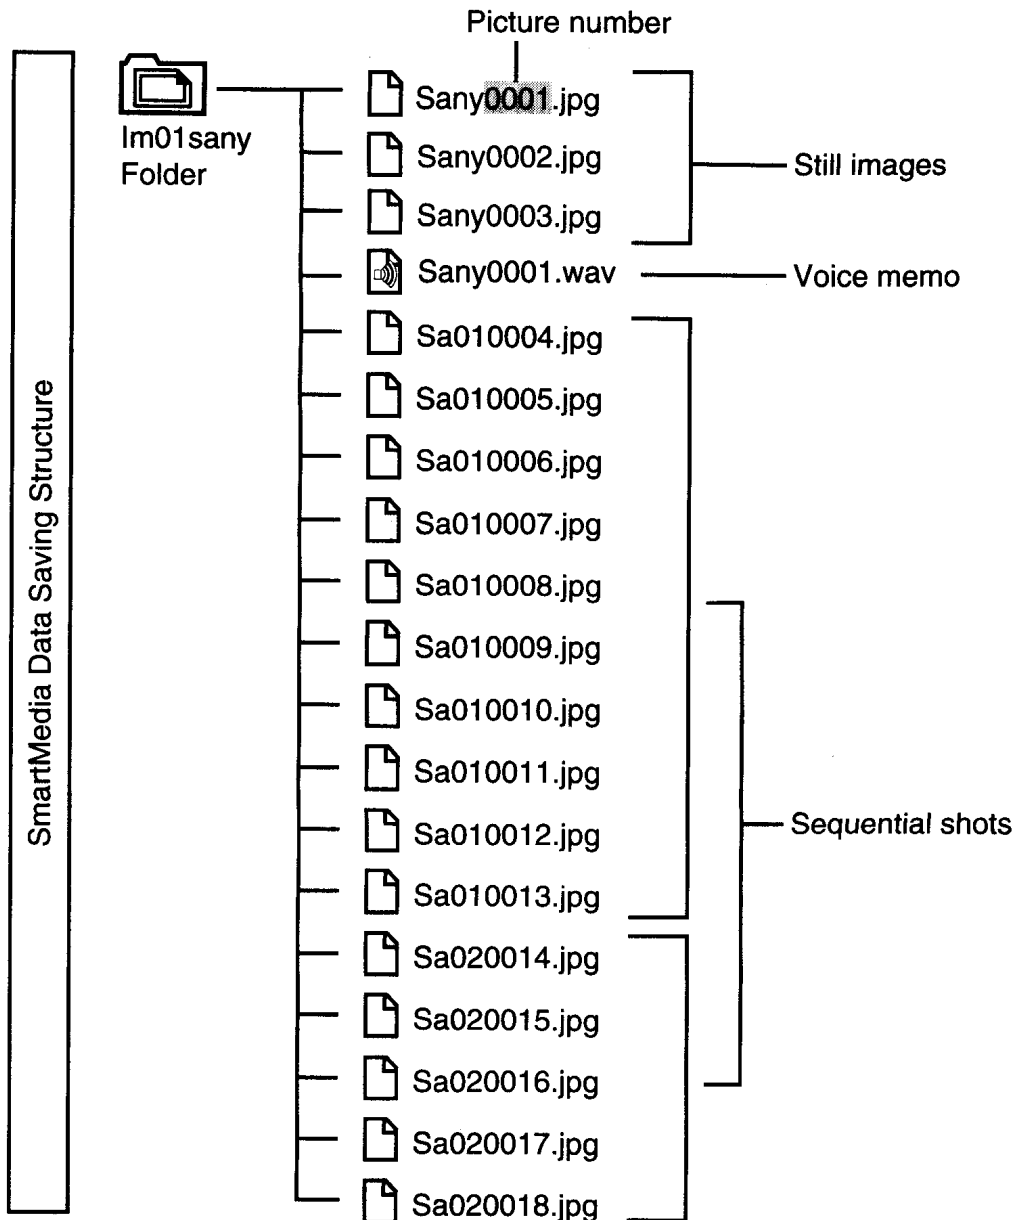 Picture number
Im01sany
Folder
Sany0001.jpg
Sany0002.jpg
Sany0003.jpg
Still images
Sany0001.wav
Voice memo
Sa010004.jpg
Sa010005.jpg
Sa010006.jpg
Sa010007.jpg
Sa010008.jpg
Sa010009.jpg
Sa010010.jpg
Sa010011.jpg
Sa010012.jpg
Sa010013.jpg
Sequential shots
Sa020014.jpg
Sa020015.jpg
Sa020016.jpg
Sa020017.jpg
Sa020018.jpg
SmartMedia Data Saving Structure